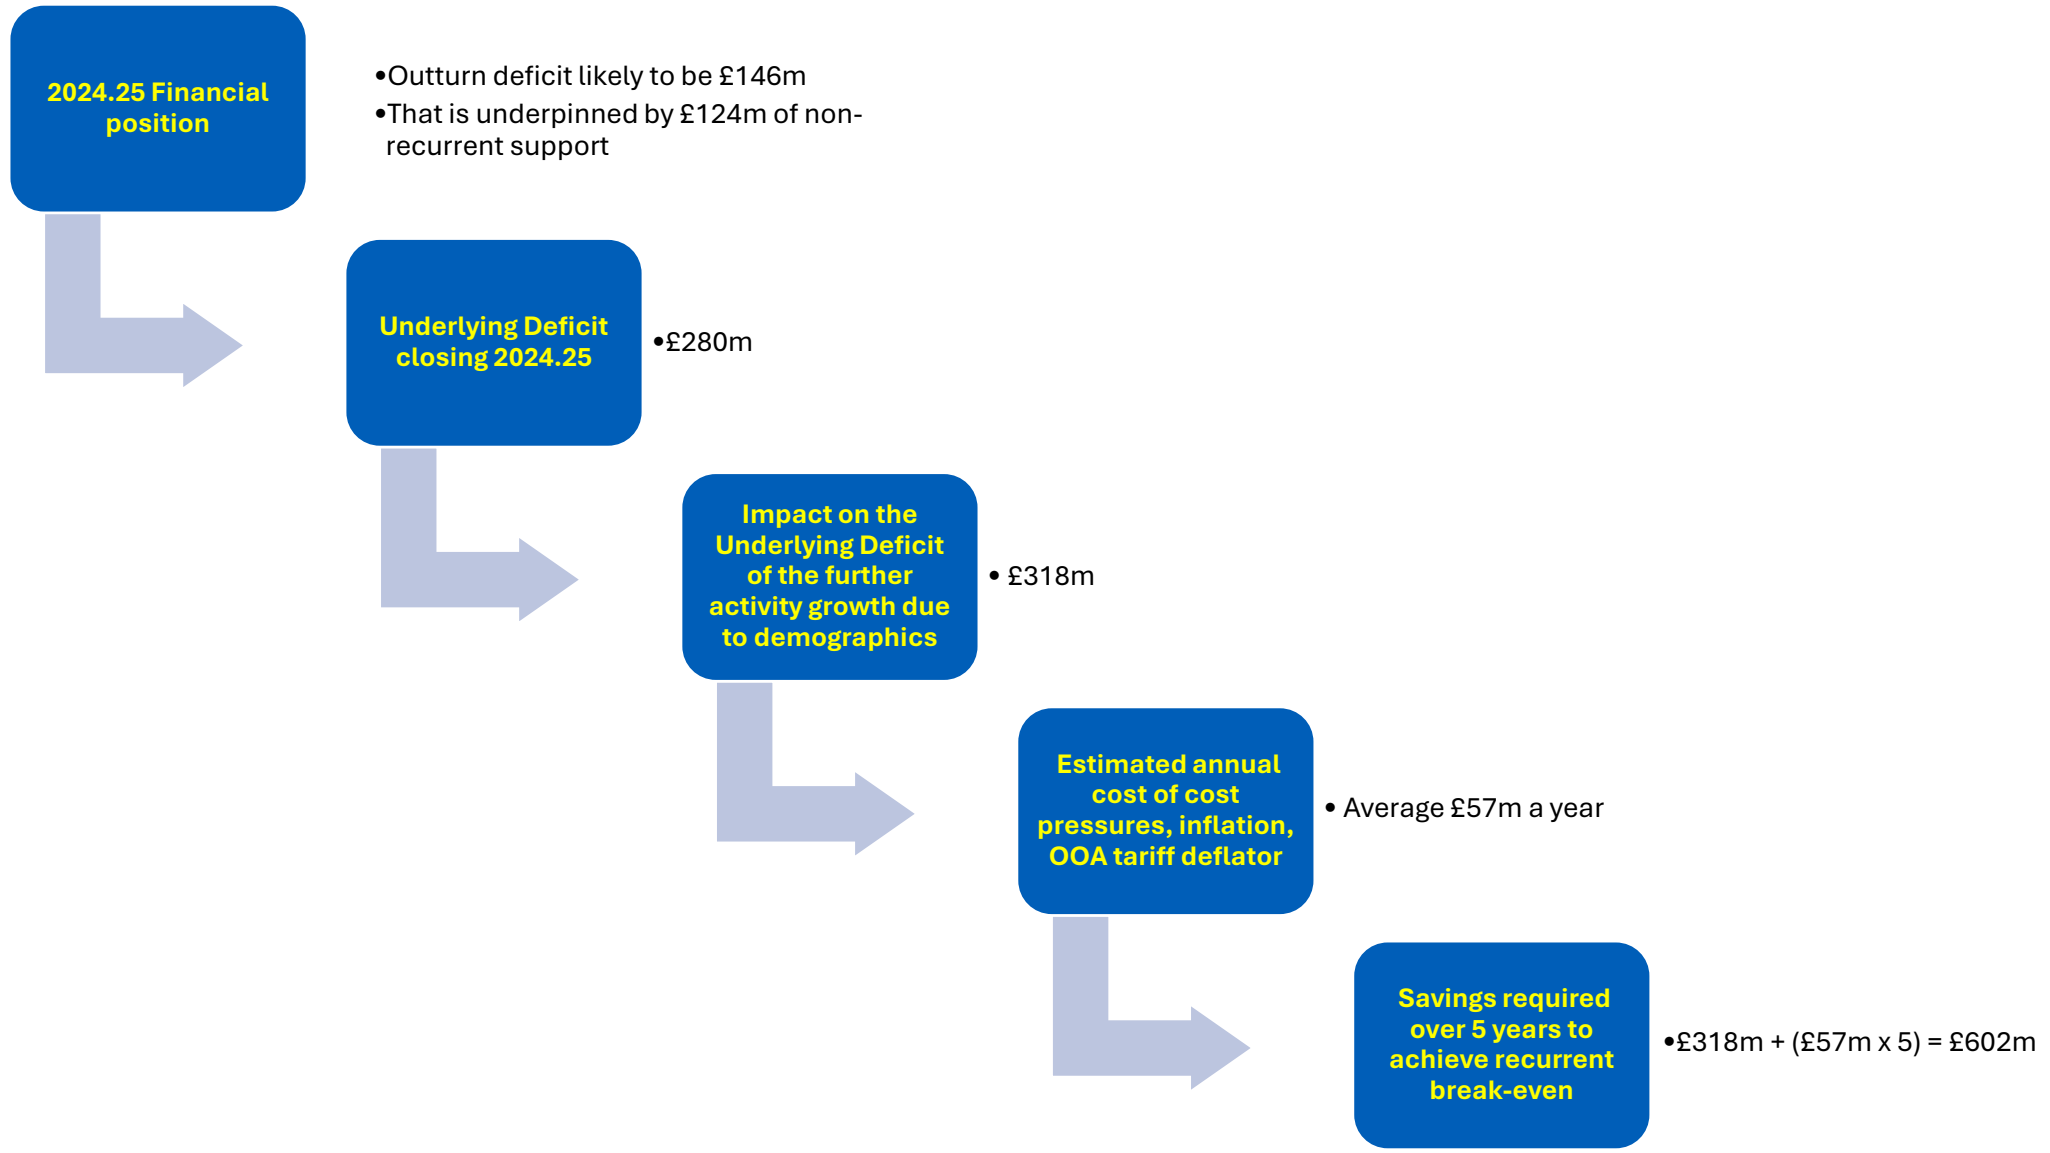 2024.25 Financial
position
•Outturn deficit likely to be £146m
•That is underpinned by £124m of non-
recurrent support
Underlying Deficit
closing 2024.25
•£280m
Impact on the
Underlying Deficit
of the further
activity growth due
to demographics
• £318m
Estimated annual
cost of cost
pressures, inflation,
OOA tariff deflator
• Average £57m a year
Savings required
over 5 years to
achieve recurrent
break-even
•£318m + (£57m x 5) = £602m